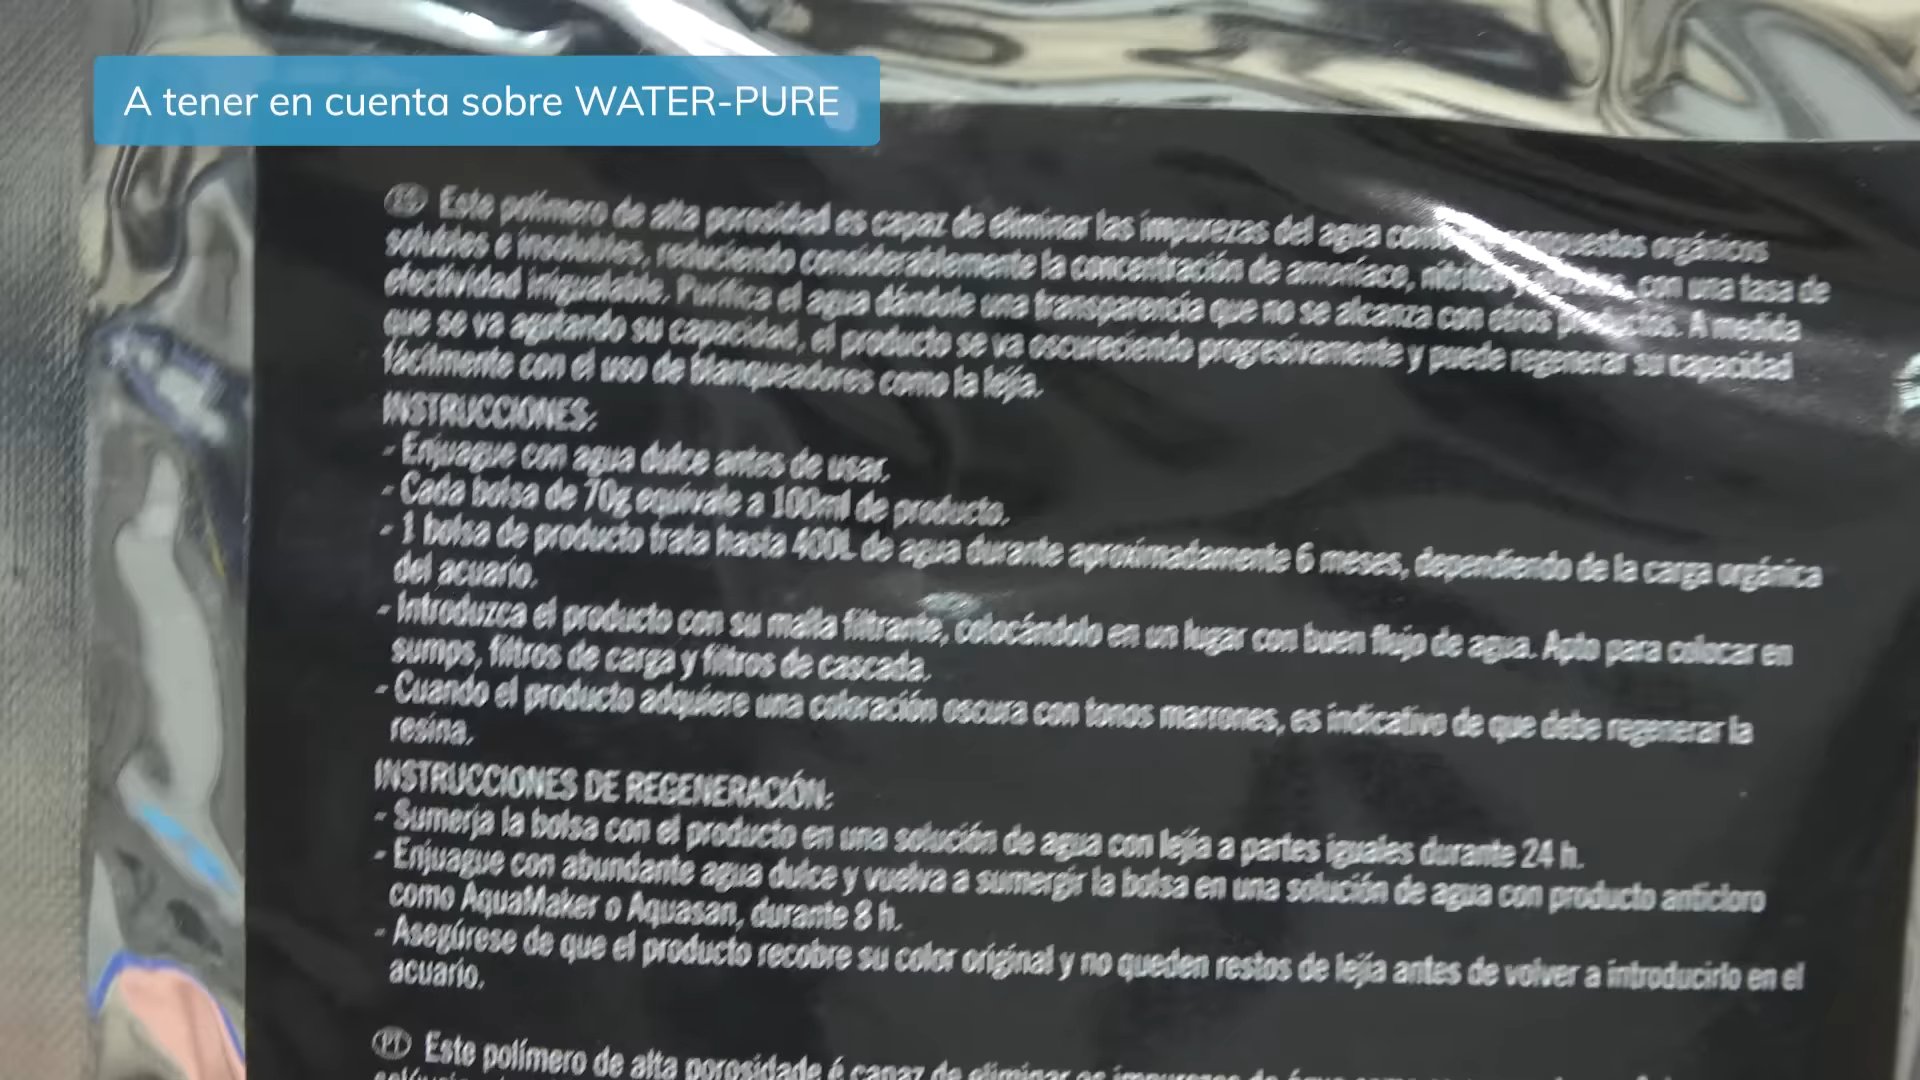 A tener en cuenta sobre WATER-PURE
ES Este polímero de alta porosidad es capaz de eliminar las impurezas del agua como compuestos orgánicos
solubles e insolubles, reduciendo considerablemente la concentración de amoníaco, nitritos con una tasa de
efectividad inigualable. Purifica el agua dándole una transparencia que no se alcanza con otros productos. A medida
que se va agotando su capacidad, el producto se va oscureciendo progresivamente y puede regenerar su capacidad
fácilmente con el uso de blanqueadores como la lejía.
INSTRUCCIONES:
- Enjuague con agua dulce antes de usar.
- Cada bolsa de 70g equivale a 100ml de producto.
- 1 bolsa de producto trata hasta 400L de agua durante aproximadamente 6 meses, dependiendo de la carga orgánica
del acuario.
- Introduzca el producto con su malla filtrante, colocándolo en un lugar con buen flujo de agua. Apto para colocar en
sumps, filtros de carga y filtros de cascada.
- Cuando el producto adquiere una coloración oscura con tonos marrones, es indicativo de que debe regenerar la
resina.
INSTRUCCIONES DE REGENERACIÓN:
- Sumerja la bolsa con el producto en una solución de agua con lejía a partes iguales durante 24 h.
- Enjuague con abundante agua dulce y vuelva a sumergir la bolsa en una solución de agua con producto anticloro
como AquaMaker o Aquasan, durante 8 h.
- Asegúrese de que el producto recobre su color original y no queden restos de lejía antes de volver a introducirlo en el
acuario.
PT Este polímero de alta porosidade é capaz de eliminar as impurezas da água